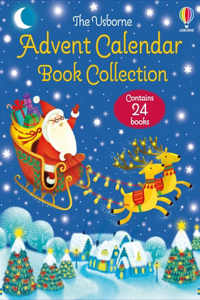 The Usborne
USBORNE
Advent Calendar
Book Collection
Contains
24
books